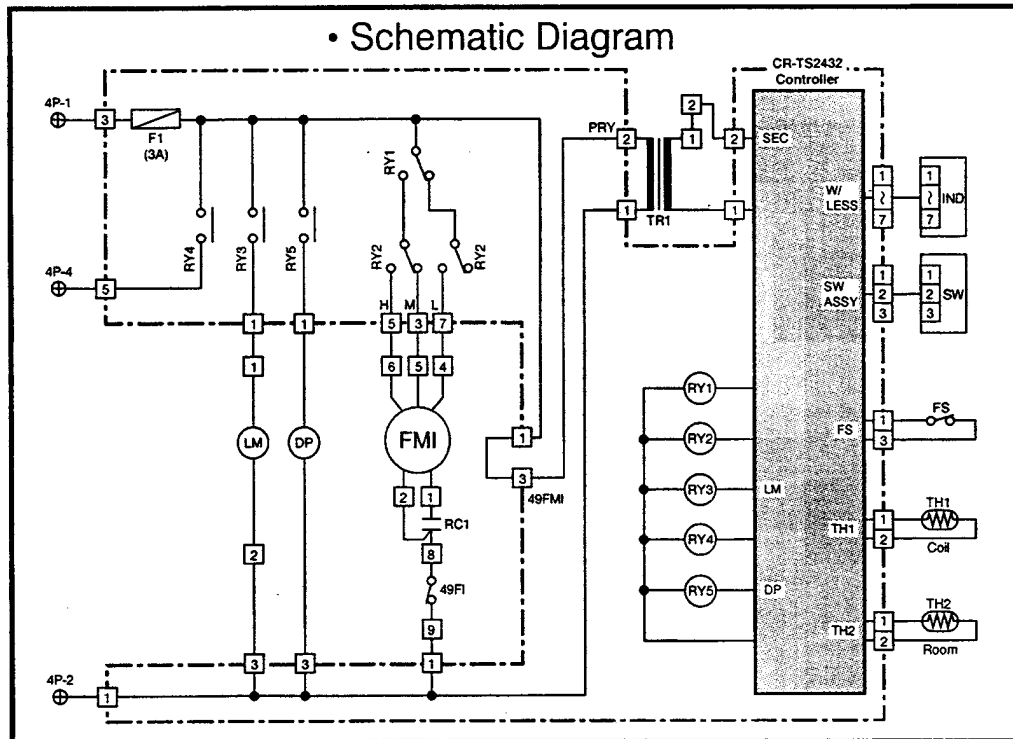 • Schematic Diagram
CR-TS2432
Controller
4P-1
3
F1
(3A)
PRY
2
2
1
2
SEC
1
TR1
1
W/
LESS
1
~
7
1
~
7
IND
RY1
RY4
RY3
RY5
RY2
RY2
4P-4
5
SW
ASSY
1
2
3
1
2
3
SW
H
M
L
1
1
5
3
7
1
6
5
4
LM
DP
FMI
1
3
49FMI
2
1
RC1
8
2
49FI
9
3
3
1
4P-2
1
RY1
RY2
RY3
LM
RY4
RY5
DP
FS
1
3
FS
TH1
1
2
TH1
Coil
TH2
1
2
TH2
Room